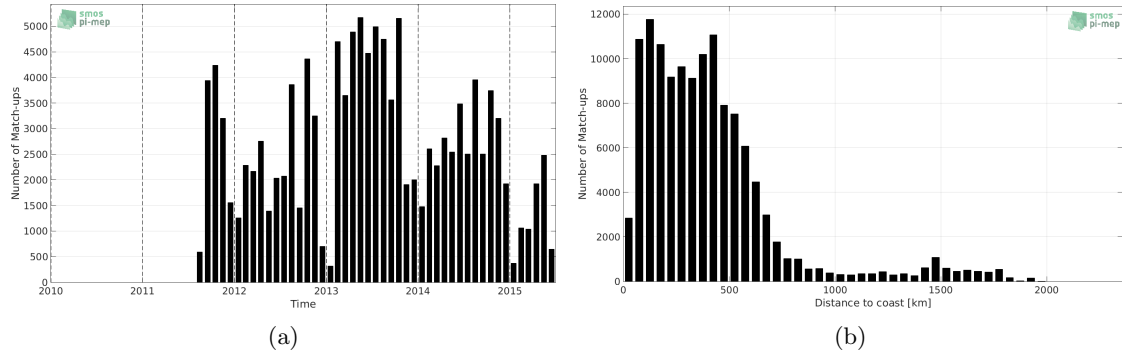 smos
pi-mep
Number of Match-ups
5000
4500
4000
3500
3000
2500
2000
1500
1000
500
0
2010
2011
2012
2013
2014
2015
Time
(a)
smos
pi-mep
Number of Match-ups
12000
10000
8000
6000
4000
2000
0
0
500
1000
1500
2000
Distance to coast [km]
(b)